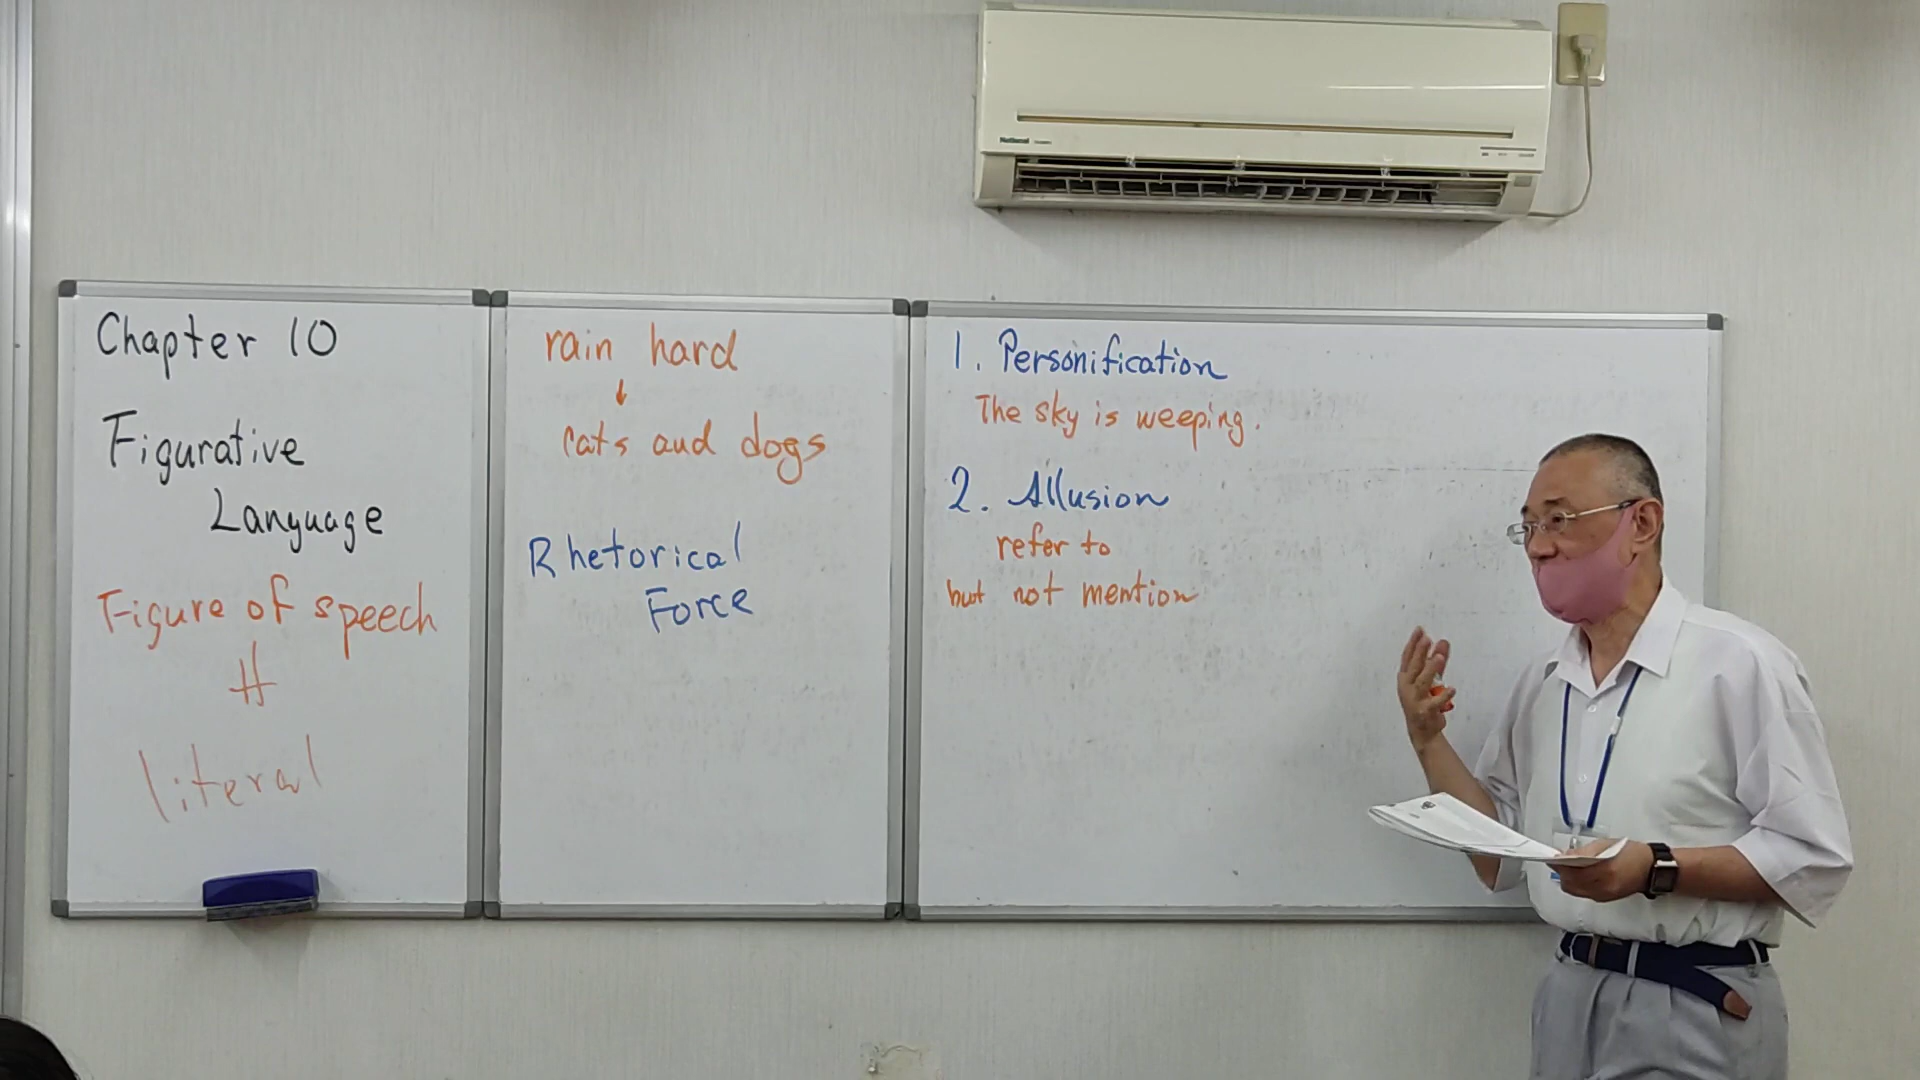 Chapter 10
Figurative
Language
Figure of speech
literal
rain hard
↓
cats and dogs
Rhetorical
Force
1. Personification
The sky is weeping.
2. Allusion
refer to
but not mention
National